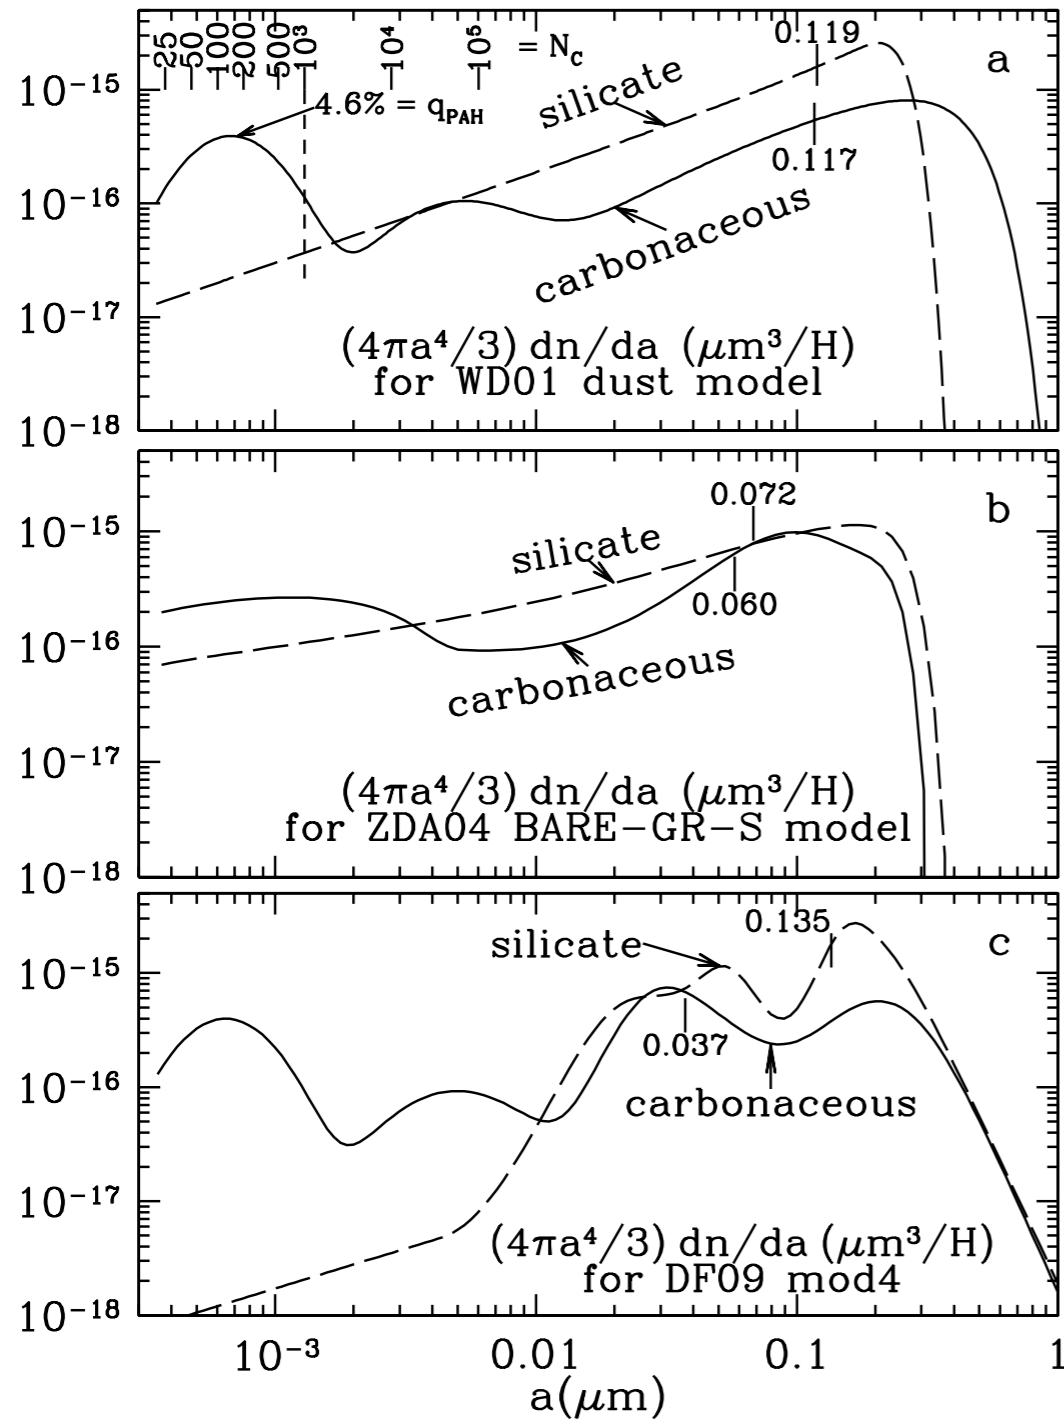 25 50 100 200 500 10³ 10⁴ 10⁵ = N_C
0.119
a
10⁻¹⁵
4.6% = q_PAH
silicate
0.117
10⁻¹⁶
carbonaceous
10⁻¹⁷
(4πa⁴/3) dn/da (μm³/H)
for WD01 dust model
10⁻¹⁸
0.072
b
10⁻¹⁵
silicate
0.060
10⁻¹⁶
carbonaceous
10⁻¹⁷
(4πa⁴/3) dn/da (μm³/H)
for ZDA04 BARE-GR-S model
10⁻¹⁸
0.135
silicate
c
10⁻¹⁵
0.037
10⁻¹⁶
carbonaceous
10⁻¹⁷
(4πa⁴/3) dn/da (μm³/H)
for DF09 mod4
10⁻¹⁸
10⁻³ 0.01 0.1 1
a(μm)